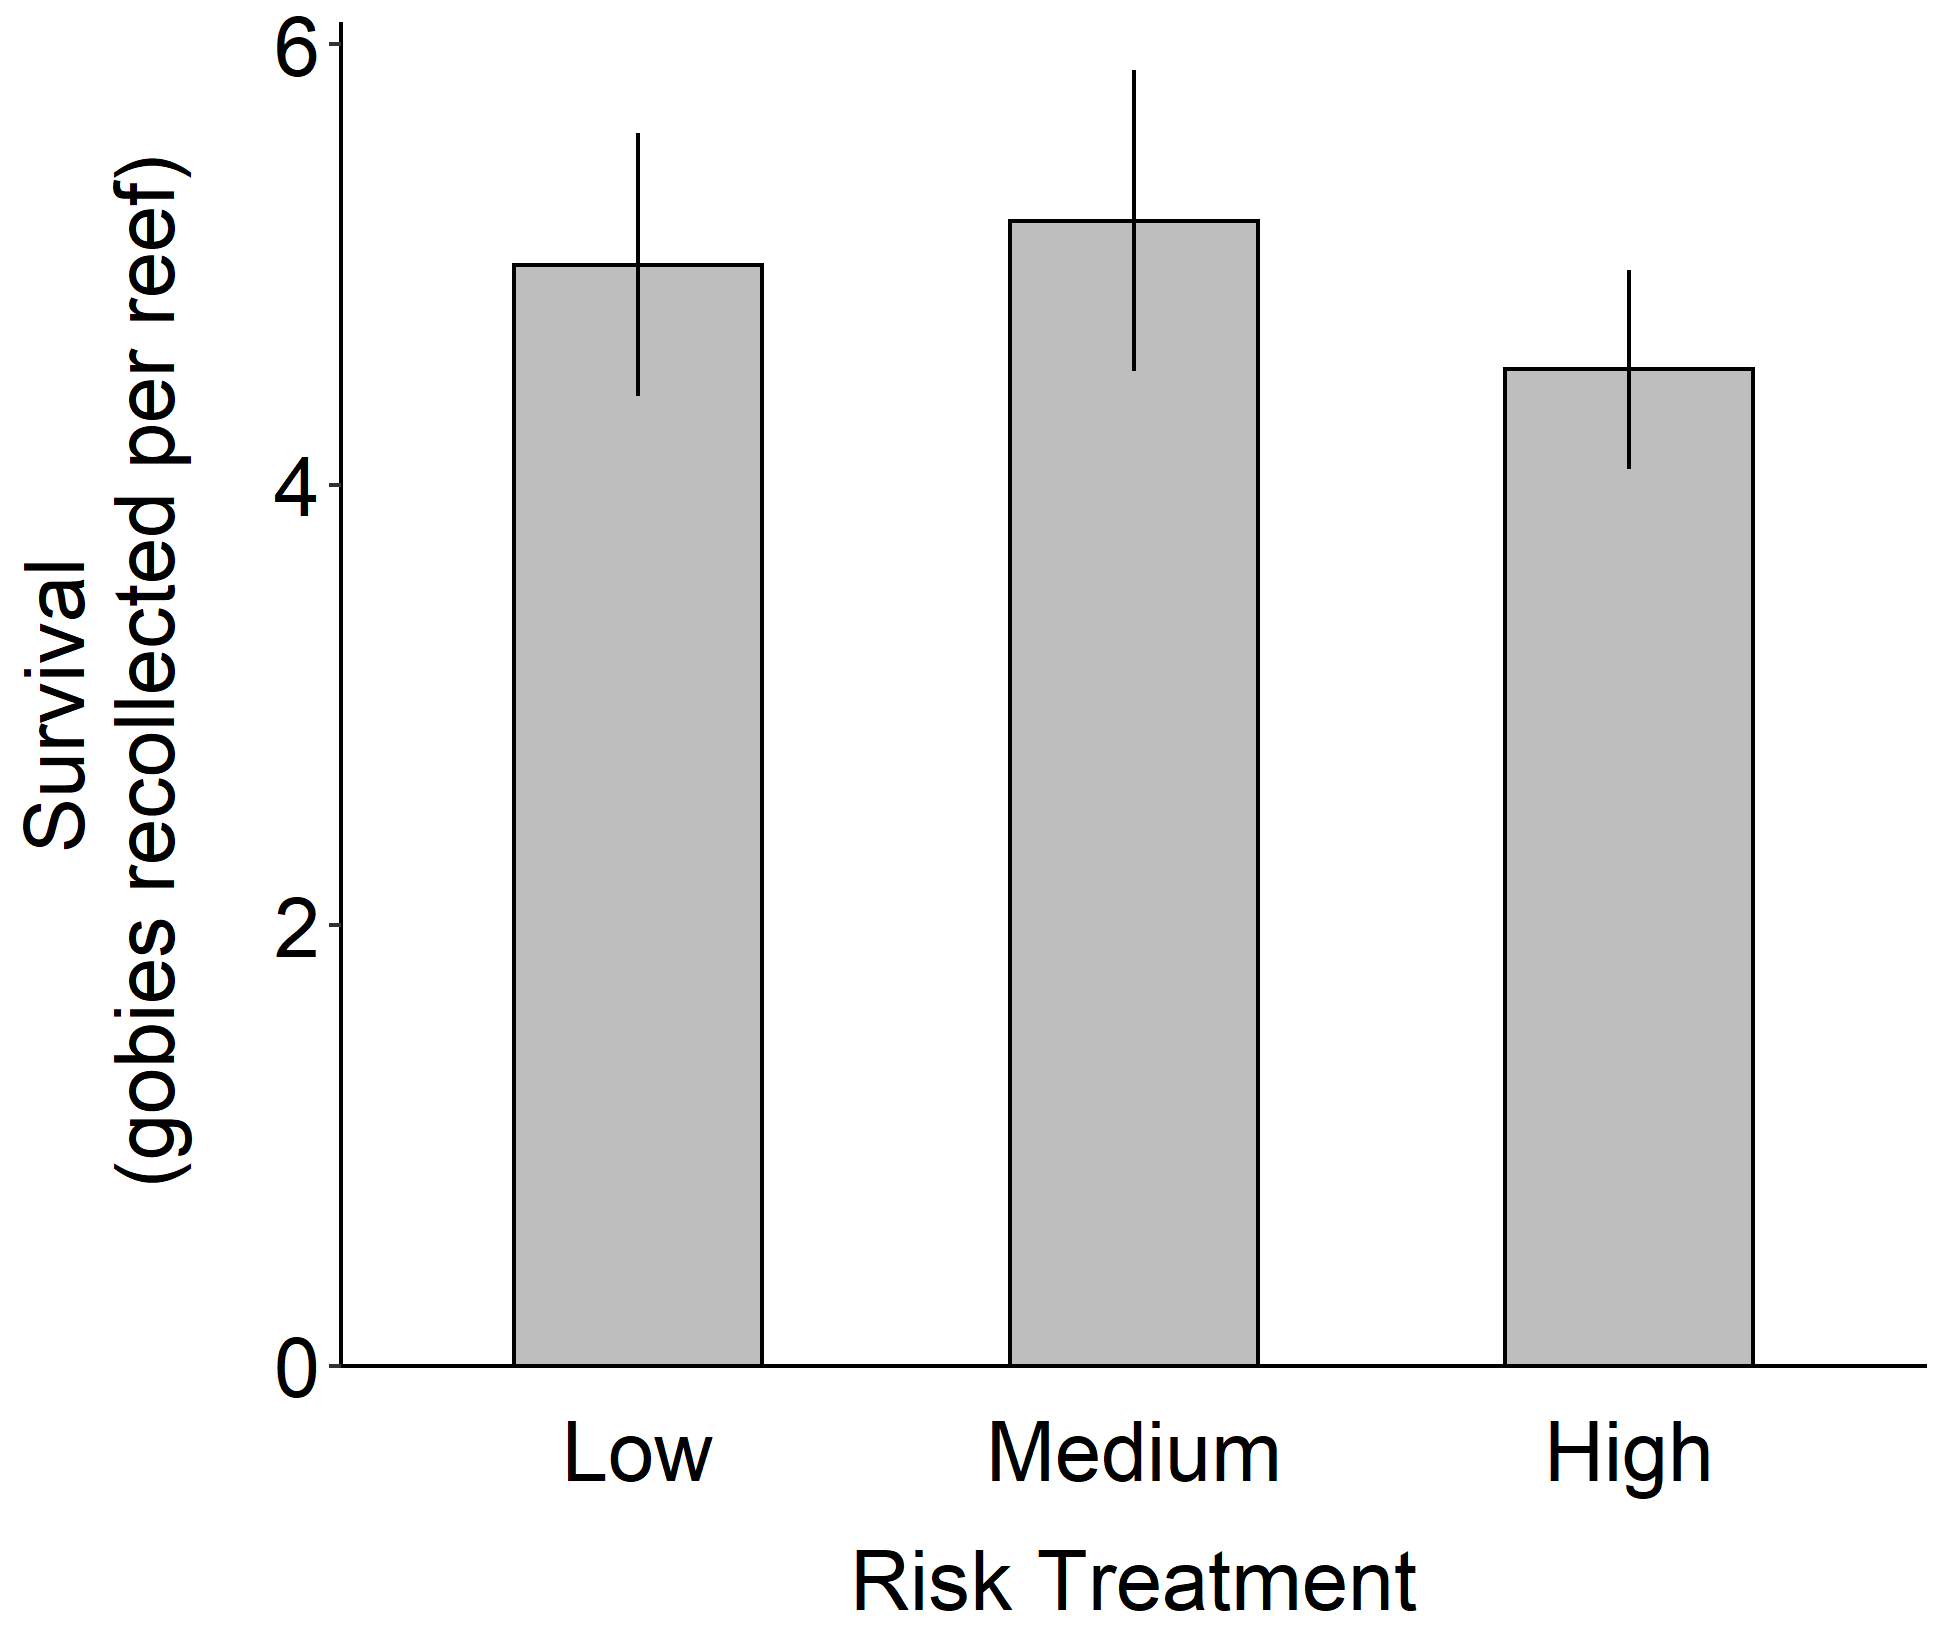 Survival
(gobies recollected per reef)
6
4
2
0
Low
Medium
High
Risk Treatment